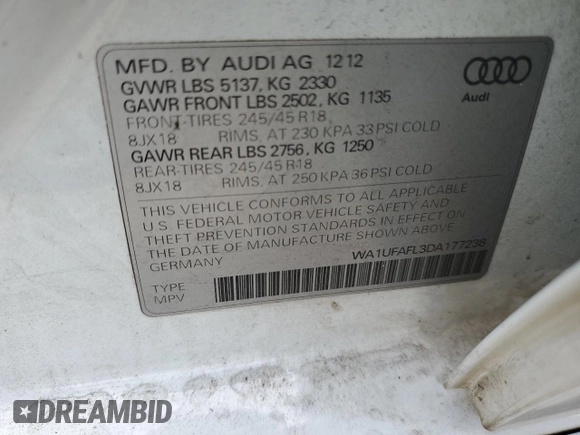 MFD. BY AUDI AG 1212
GVWR LBS 5137, KG 2330
GAWR FRONT LBS 2502, KG 1135
FRONT-TIRES 245/45 R18
8JX18 RIMS, AT 230 KPA 33 PSI COLD
GAWR REAR LBS 2756, KG 1250
REAR-TIRES 245/45 R18
8JX18 RIMS, AT 250 KPA 36 PSI COLD
THIS VEHICLE CONFORMS TO ALL APPLICABLE
U.S. FEDERAL MOTOR VEHICLE SAFETY AND
THEFT PREVENTION STANDARDS IN EFFECT ON
THE DATE OF MANUFACTURE SHOWN ABOVE
GERMANY
WA1UFAFL3DA177238
TYPE
MPV
Audi
DREAMBID